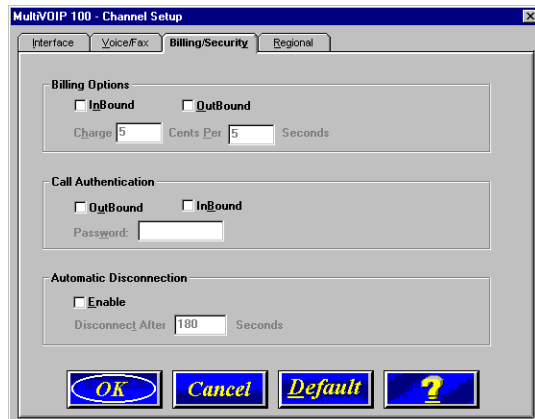 MultiVOIP 100 - Channel Setup
Interface Voice/Fax Billing/Security Regional
Billing Options
InBound OutBound
Charge 5 Cents Per 5 Seconds
Call Authentication
OutBound InBound
Password:
Automatic Disconnection
Enable
Disconnect After 180 Seconds
OK Cancel Default ?